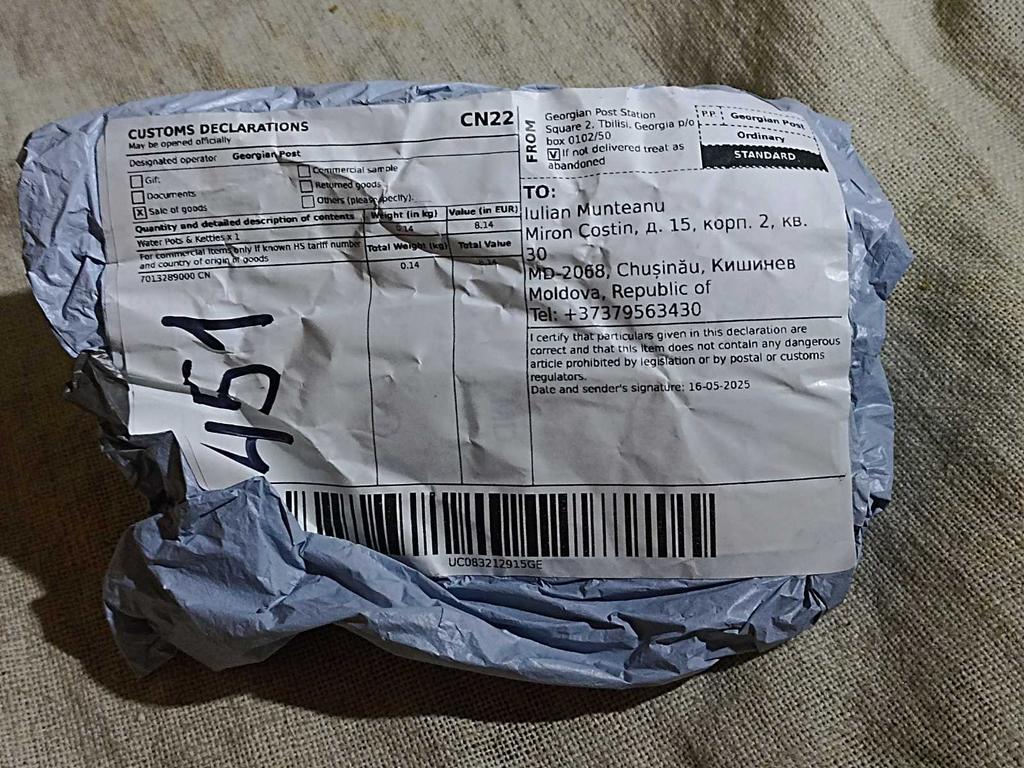 CUSTOMS DECLARATIONS
CN22
May be opened officially
Designated operator Georgian Post
Gift
Commercial sample
Documents
Returned goods
X Sale of goods
Others (please specify).
Quantity and detailed description of contents
Weight (in kg)
Value (in EUR)
Water Pots & Kettles x 1
0.14
8.14
For commercial items only If known HS tariff number
and country of origin of goods
Total Weight (kg)
Total Value
7013289000 CN
0.14
451
FROM
Georgian Post Station
Square 2, Tbilisi, Georgia p/o
box 0102/50
V If not delivered treat as
abandoned
P.P.
Georgian Post
Ordinary
STANDARD
TO:
Iulian Munteanu
Miron Costin, д. 15, корп. 2, кв.
30
MD-2068, Chușinău, Кишинев
Moldova, Republic of
Tel: +37379563430
I certify that particulars given in this declaration are
correct and that this item does not contain any dangerous
article prohibited by legislation or by postal or customs
regulators.
Date and sender's signature: 16-05-2025
UC083212915GE